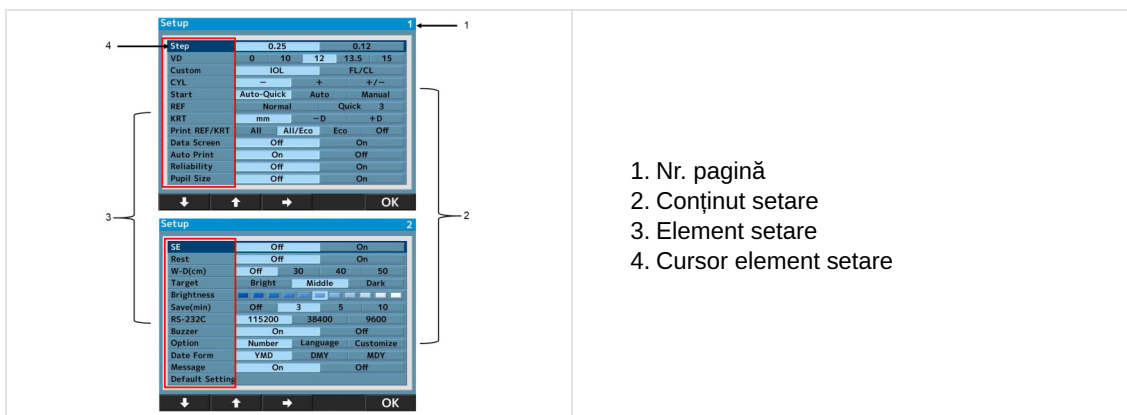 Setup 1
1
4
Step 0.25 0.12
VD 0 10 12 13.5 15
Custom IOL FL/CL
CYL − + +/−
Start Auto-Quick Auto Manual
REF Normal Quick 3
KRT mm −D +D
Print REF/KRT All All/Eco Eco Off
Data Screen Off On
Auto Print On Off
Reliability Off On
Pupil Size Off On
OK
3
2
Setup 2
SE Off On
Rest Off On
W-D(cm) Off 30 40 50
Target Bright Middle Dark
Brightness
Save(min) Off 3 5 10
RS-232C 115200 38400 9600
Buzzer On Off
Option Number Language Customize
Date Form YMD DMY MDY
Message On Off
Default Setting
OK
1. Nr. pagină
2. Conținut setare
3. Element setare
4. Cursor element setare